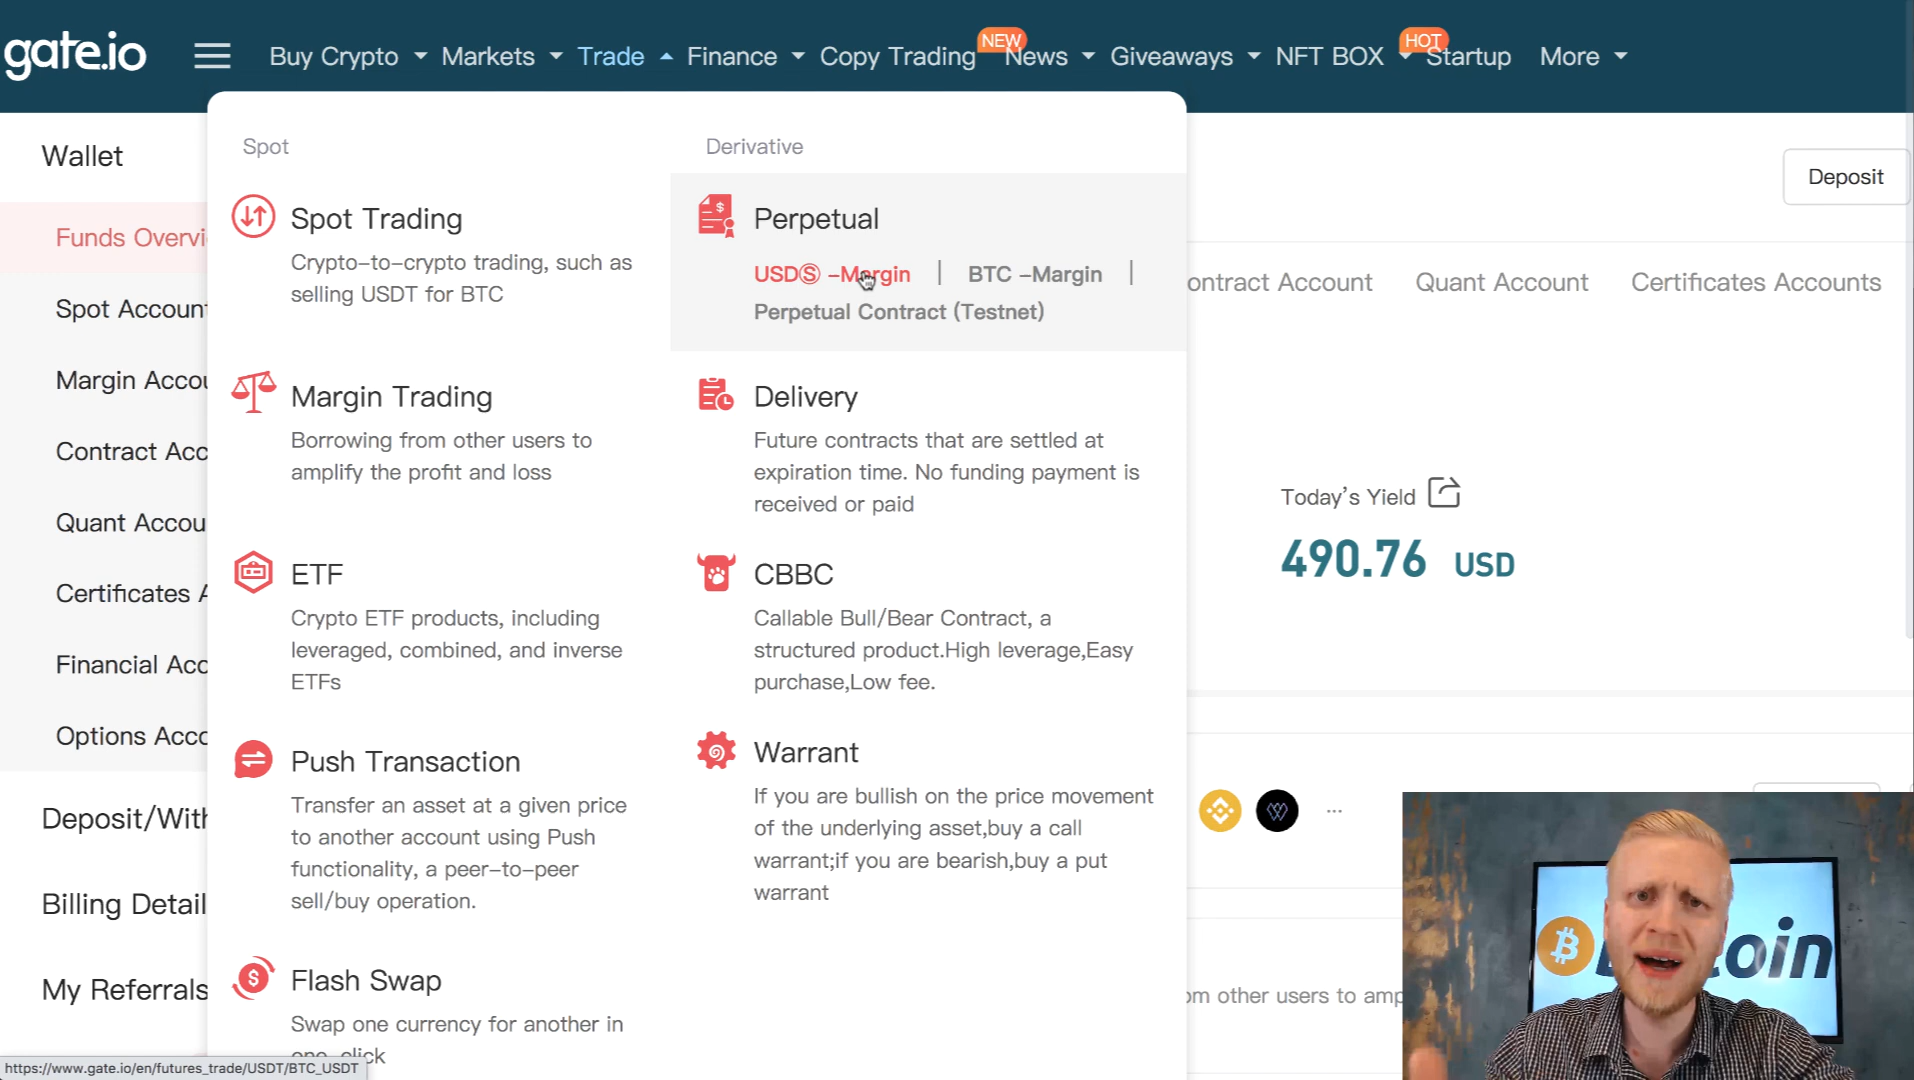 gate.io
Buy Crypto
Markets
Trade
Finance
Copy Trading
NEW
News
Giveaways
NFT BOX
HOT
Startup
More
Wallet
Funds Overvi
Spot Account
Margin Accou
Contract Acc
Quant Accou
Certificates A
Financial Acc
Options Acco
Deposit/With
Billing Detail
My Referrals
Spot
Spot Trading
Crypto-to-crypto trading, such as
selling USDT for BTC
Margin Trading
Borrowing from other users to
amplify the profit and loss
ETF
Crypto ETF products, including
leveraged, combined, and inverse
ETFs
Push Transaction
Transfer an asset at a given price
to another account using Push
functionality, a peer-to-peer
sell/buy operation.
Flash Swap
Swap one currency for another in
one click
Derivative
Perpetual
USDⓈ -Margin | BTC -Margin |
Perpetual Contract (Testnet)
Delivery
Future contracts that are settled at
expiration time. No funding payment is
received or paid
CBBC
Callable Bull/Bear Contract, a
structured product.High leverage,Easy
purchase,Low fee.
Warrant
If you are bullish on the price movement
of the underlying asset,buy a call
warrant;if you are bearish,buy a put
warrant
Deposit
ontract Account
Quant Account
Certificates Accounts
Today's Yield
490.76 USD
...
om other users to amp
coin
https://www.gate.io/en/futures_trade/USDT/BTC_USDT